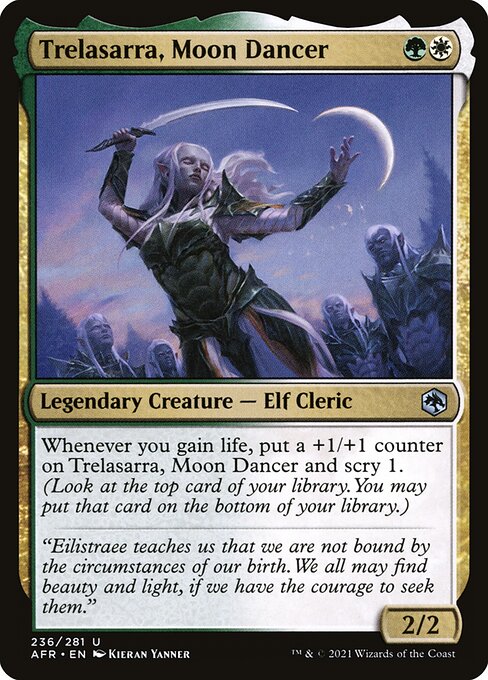 Trelasarra, Moon Dancer
Legendary Creature — Elf Cleric
Whenever you gain life, put a +1/+1 counter
on Trelasarra, Moon Dancer and scry 1.
(Look at the top card of your library. You may
put that card on the bottom of your library.)
“Eilistraee teaches us that we are not bound by
the circumstances of our birth. We all may find
beauty and light, if we have the courage to seek
them.”
2/2
236/281 U
AFR • EN KIERAN YANNER
™ & © 2021 Wizards of the Coast